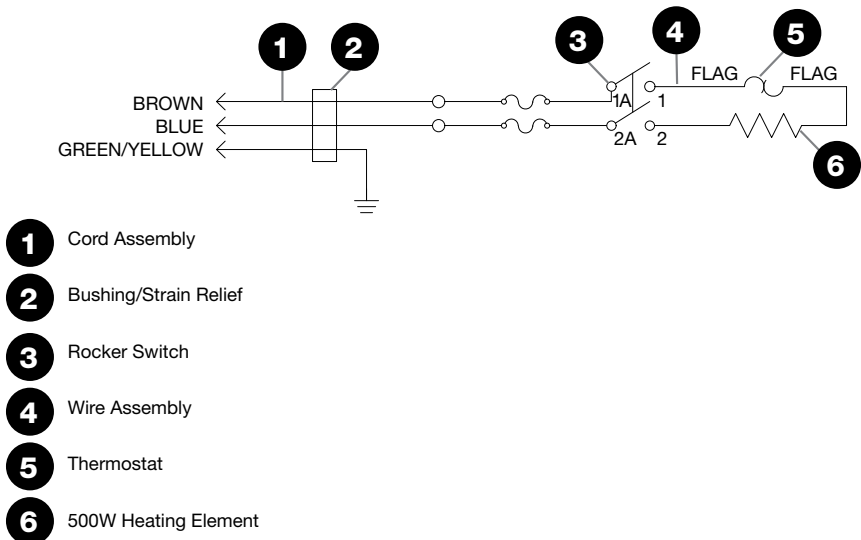 1 2 3 4 5
FLAG FLAG
BROWN 1A 1
BLUE
GREEN/YELLOW 2A 2
6
1 Cord Assembly
2 Bushing/Strain Relief
3 Rocker Switch
4 Wire Assembly
5 Thermostat
6 500W Heating Element